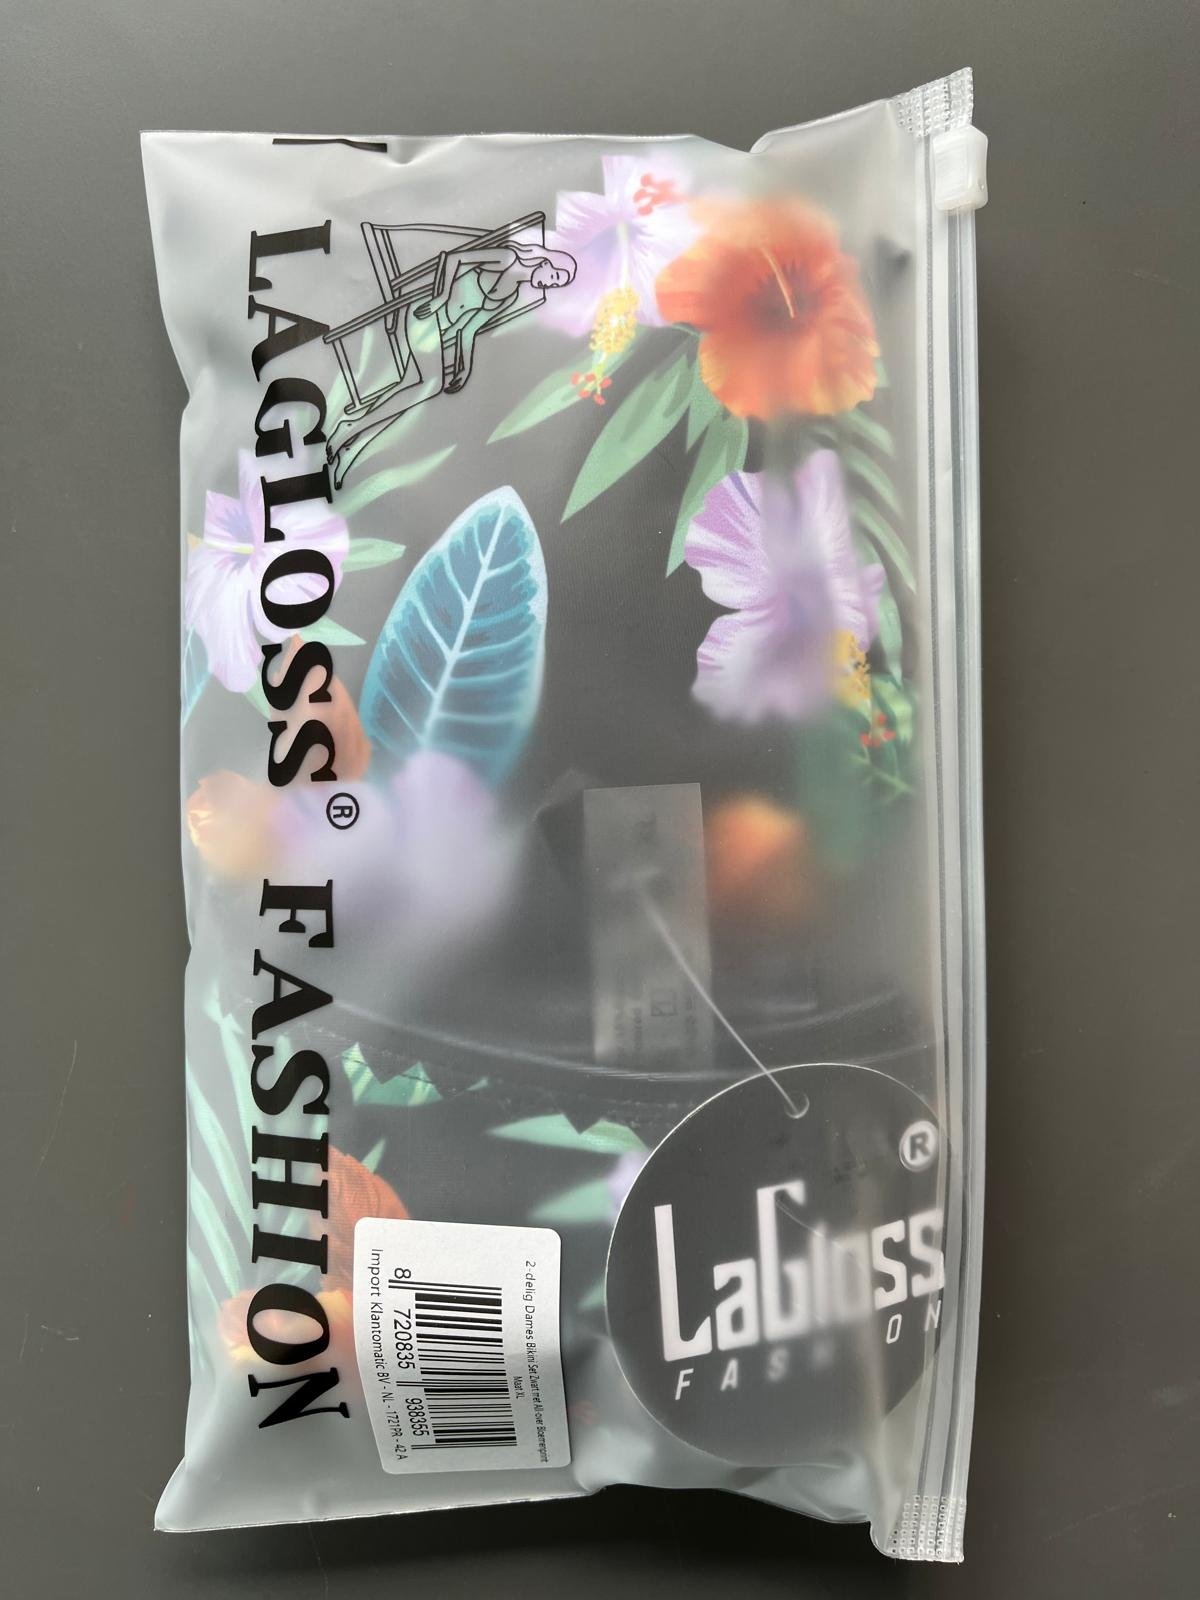 LAGLOSS® FASHION
LaGloss®
FASHION
2-delig Dames Bikini Set Zwart met All-over Bloemenprint
Maat XL
8 720835 938355
Import Klantomatic BV - NL - 1721PR - 42 A